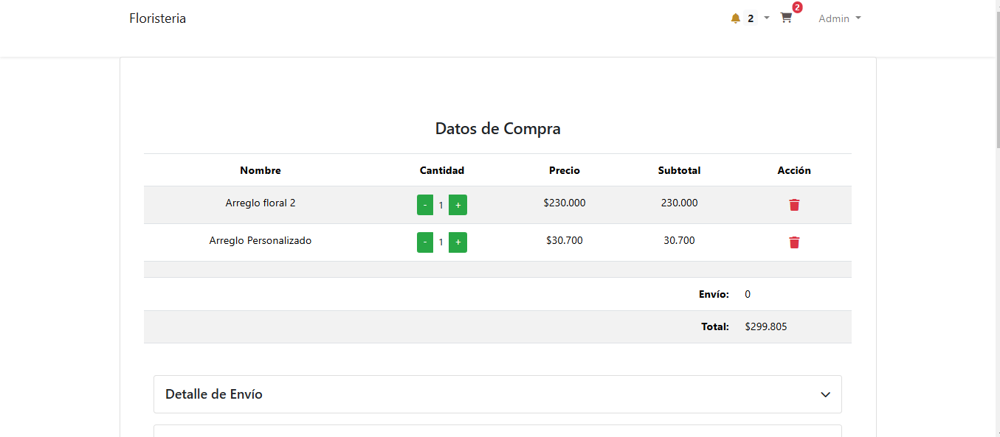 Floristeria 2 2 Admin
Datos de Compra
Nombre Cantidad Precio Subtotal Acción
Arreglo floral 2 - 1 + $230.000 230.000
Arreglo Personalizado - 1 + $30.700 30.700
Envío: 0
Total: $299.805
Detalle de Envío